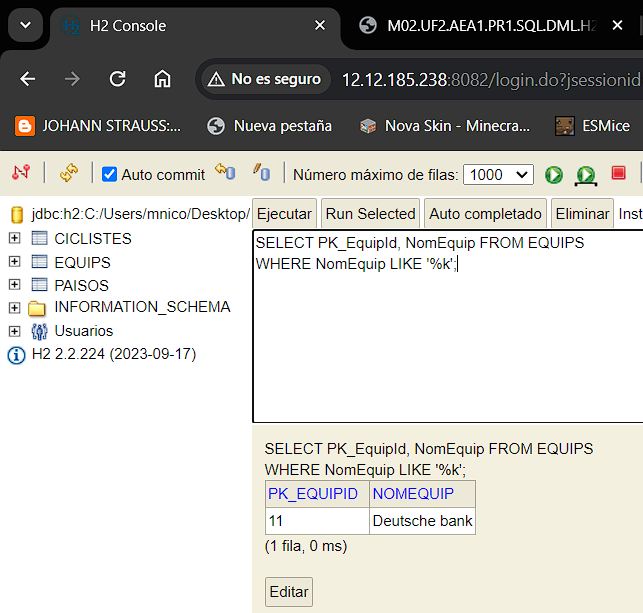 H2 Console
M02.UF2.AEA1.PR1.SQL.DML.H2
No es seguro
12.12.185.238:8082/login.do?jsessionid
JOHANN STRAUSS:...
Nueva pestaña
Nova Skin - Minecra...
ESMice
Auto commit
Número máximo de filas:
1000
jdbc:h2:C:/Users/mnico/Desktop/
CICLISTES
EQUIPS
PAISOS
INFORMATION_SCHEMA
Usuarios
H2 2.2.224 (2023-09-17)
Ejecutar
Run Selected
Auto completado
Eliminar
Inst
SELECT PK_EquipId, NomEquip FROM EQUIPS
WHERE NomEquip LIKE '%k';
SELECT PK_EquipId, NomEquip FROM EQUIPS
WHERE NomEquip LIKE '%k';
PK_EQUIPID NOMEQUIP
11 Deutsche bank
(1 fila, 0 ms)
Editar